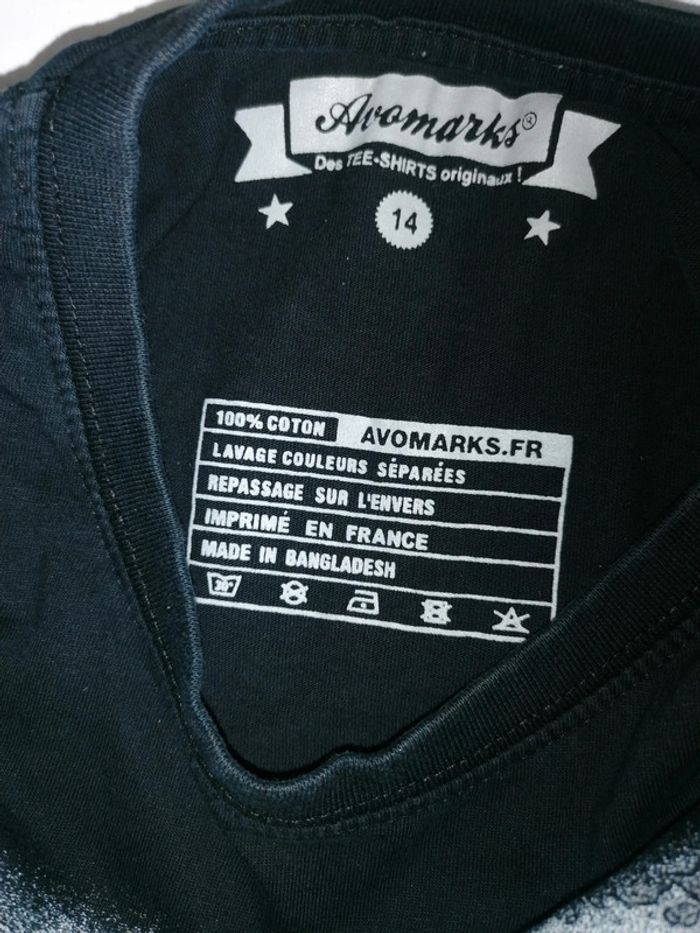 Avomarks®
Des TEE-SHIRTS originaux !
14
100% COTON AVOMARKS.FR
LAVAGE COULEURS SÉPARÉES
REPASSAGE SUR L'ENVERS
IMPRIMÉ EN FRANCE
MADE IN BANGLADESH
30°